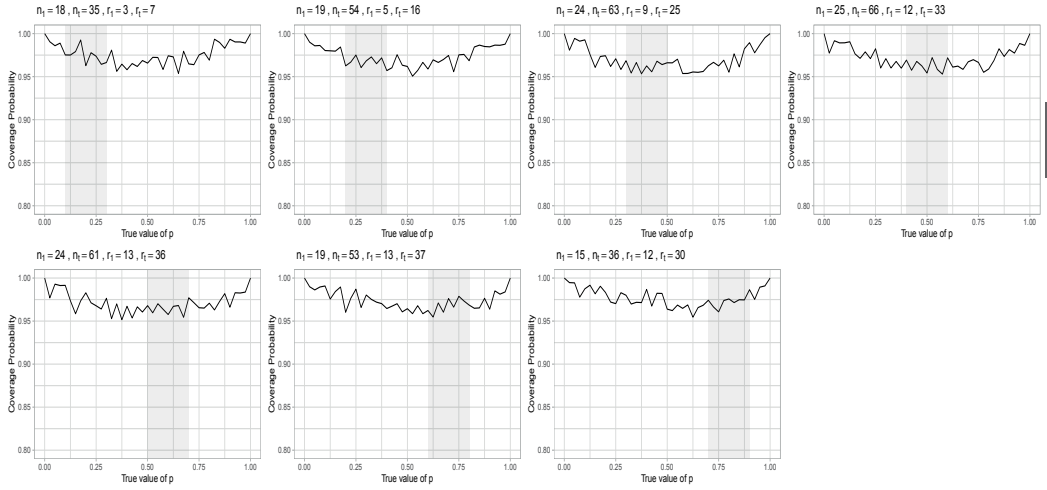 n₁ = 18 , nₜ = 35 , r₁ = 3 , rₜ = 7
Coverage Probability
1.00
0.95
0.90
0.85
0.80
0.00 0.25 0.50 0.75 1.00
True value of p
n₁ = 19 , nₜ = 54 , r₁ = 5 , rₜ = 16
Coverage Probability
1.00
0.95
0.90
0.85
0.80
0.00 0.25 0.50 0.75 1.00
True value of p
n₁ = 24 , nₜ = 63 , r₁ = 9 , rₜ = 25
Coverage Probability
1.00
0.95
0.90
0.85
0.80
0.00 0.25 0.50 0.75 1.00
True value of p
n₁ = 25 , nₜ = 66 , r₁ = 12 , rₜ = 33
Coverage Probability
1.00
0.95
0.90
0.85
0.80
0.00 0.25 0.50 0.75 1.00
True value of p
n₁ = 24 , nₜ = 61 , r₁ = 13 , rₜ = 36
Coverage Probability
1.00
0.95
0.90
0.85
0.80
0.00 0.25 0.50 0.75 1.00
True value of p
n₁ = 19 , nₜ = 53 , r₁ = 13 , rₜ = 37
Coverage Probability
1.00
0.95
0.90
0.85
0.80
0.00 0.25 0.50 0.75 1.00
True value of p
n₁ = 15 , nₜ = 36 , r₁ = 12 , rₜ = 30
Coverage Probability
1.00
0.95
0.90
0.85
0.80
0.00 0.25 0.50 0.75 1.00
True value of p